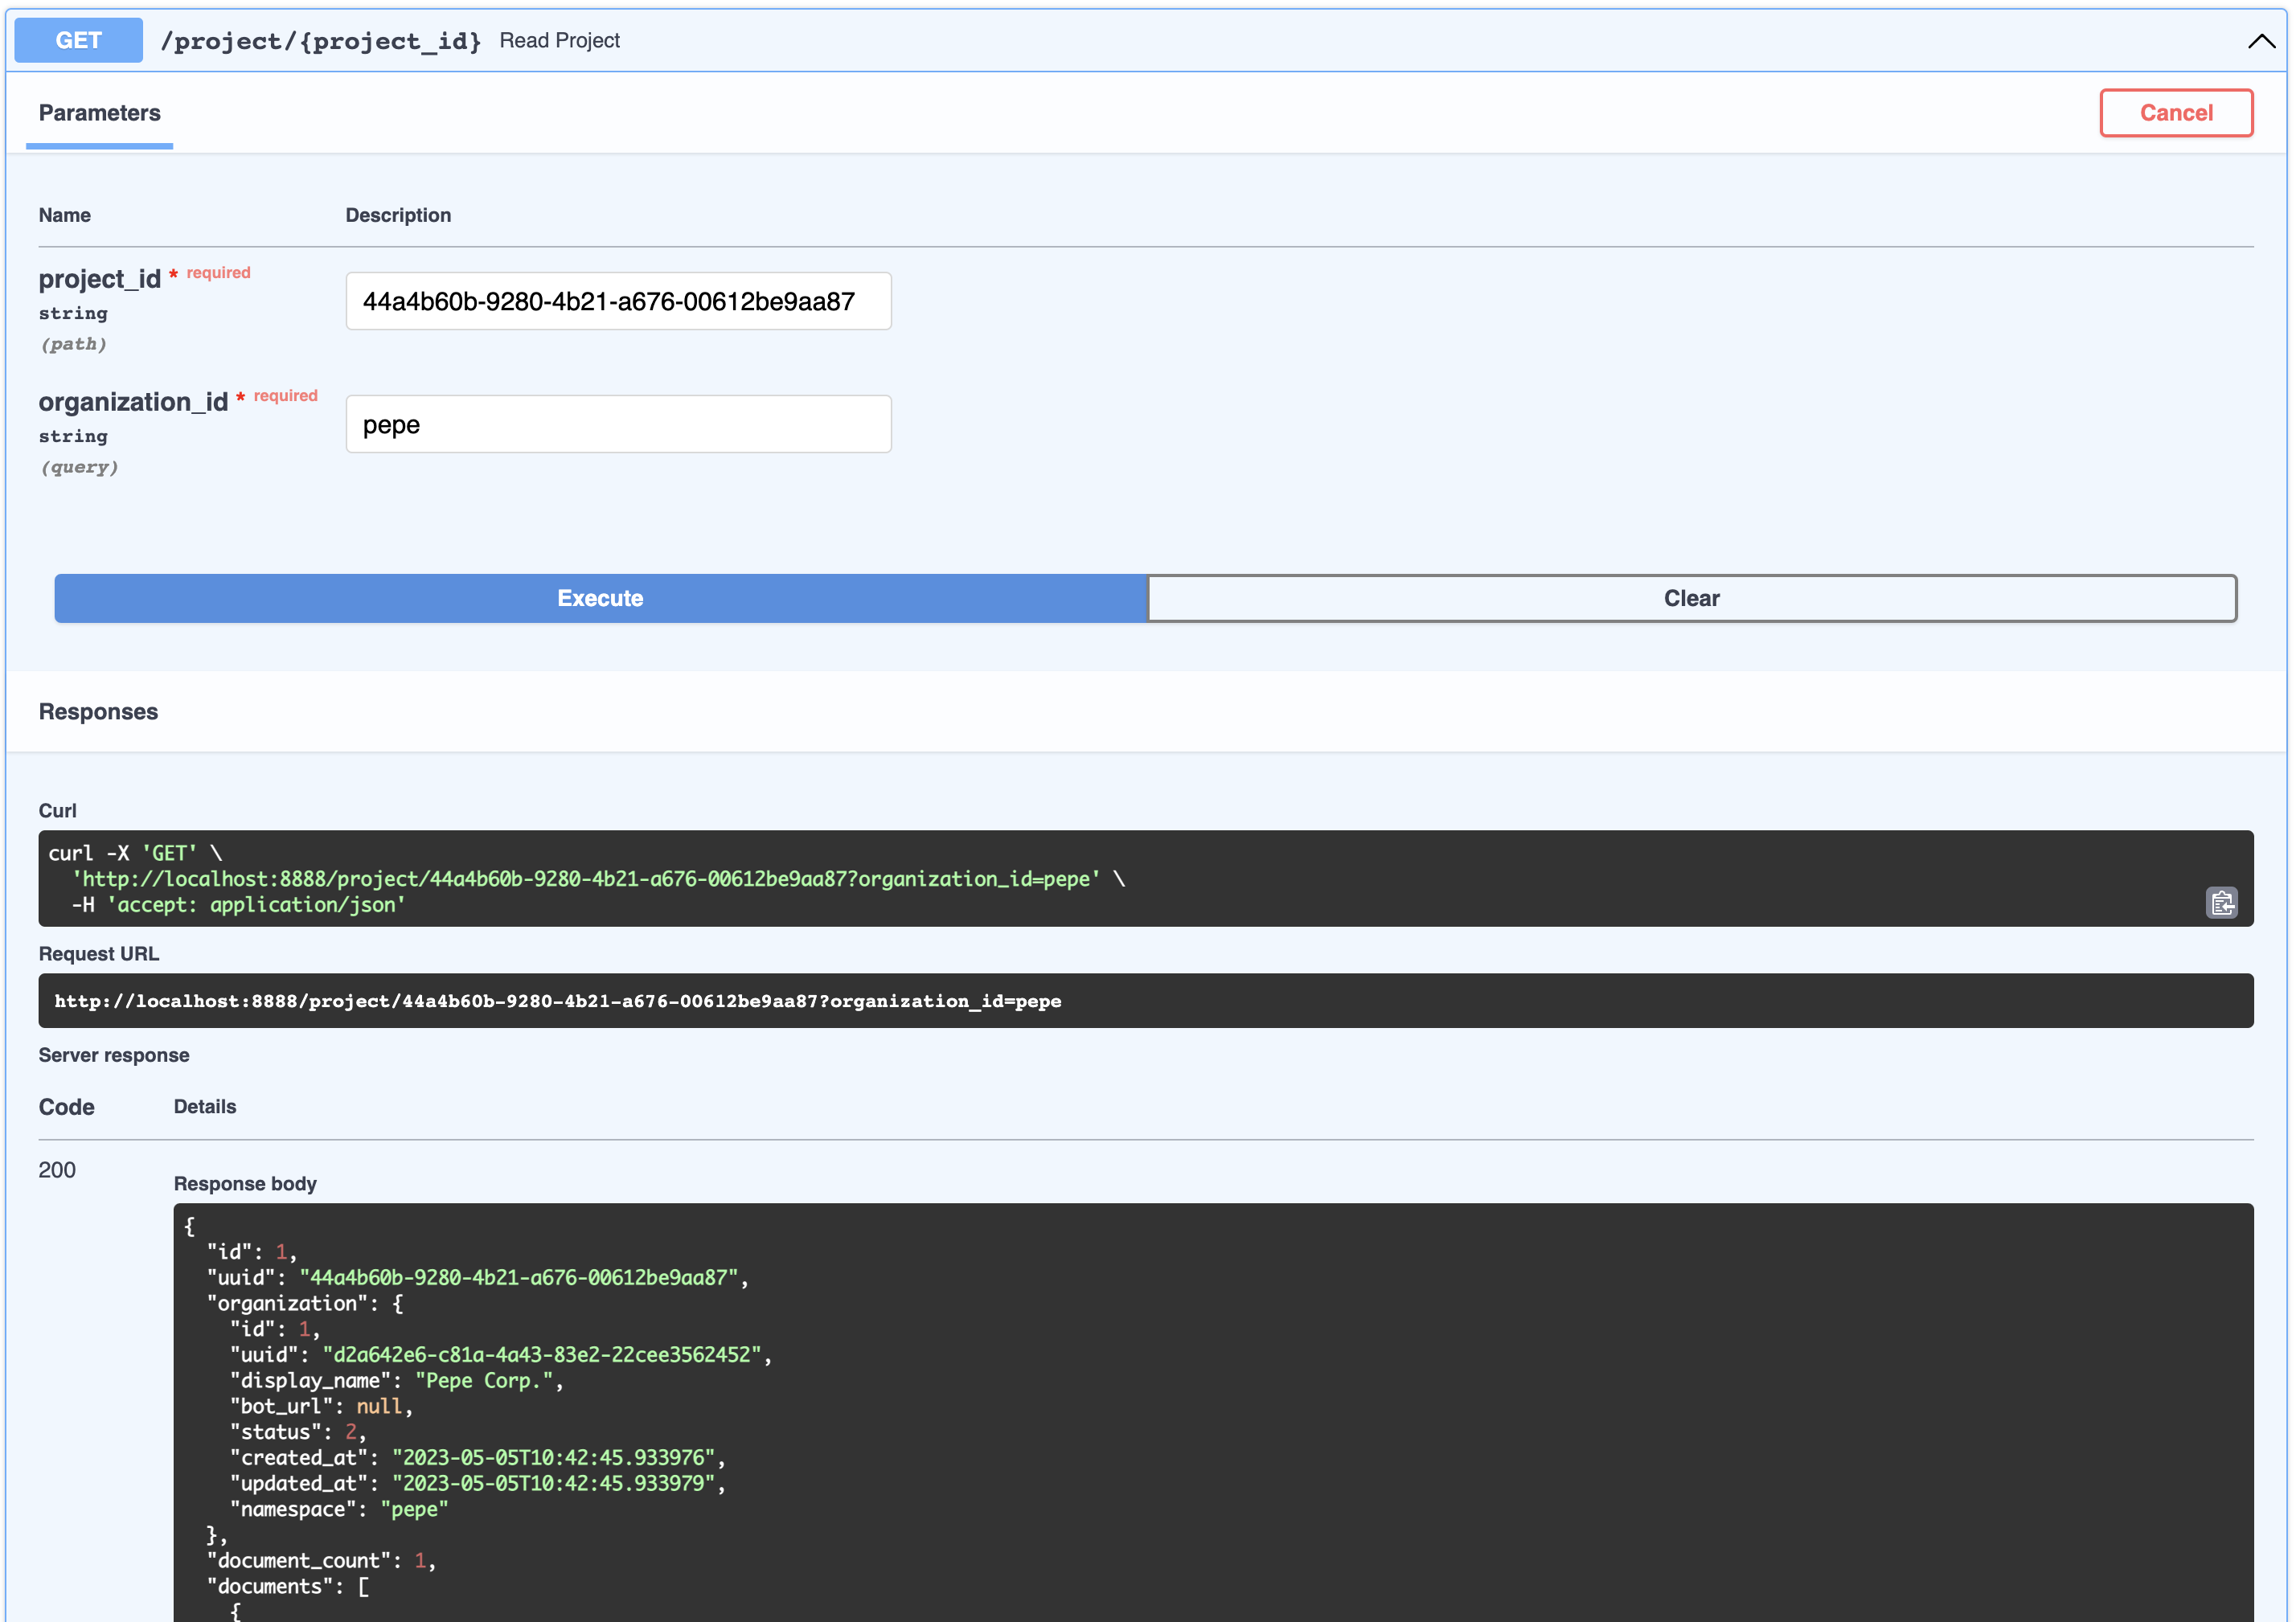 GET /project/{project_id} Read Project
Parameters
Cancel
Name Description
project_id * required
string
(path)
44a4b60b-9280-4b21-a676-00612be9aa87
organization_id * required
string
(query)
pepe
Execute Clear
Responses
Curl
curl -X 'GET' \
  'http://localhost:8888/project/44a4b60b-9280-4b21-a676-00612be9aa87?organization_id=pepe' \
  -H 'accept: application/json'
Request URL
http://localhost:8888/project/44a4b60b-9280-4b21-a676-00612be9aa87?organization_id=pepe
Server response
Code Details
200
Response body
{
  "id": 1,
  "uuid": "44a4b60b-9280-4b21-a676-00612be9aa87",
  "organization": {
    "id": 1,
    "uuid": "d2a642e6-c81a-4a43-83e2-22cee3562452",
    "display_name": "Pepe Corp.",
    "bot_url": null,
    "status": 2,
    "created_at": "2023-05-05T10:42:45.933976",
    "updated_at": "2023-05-05T10:42:45.933979",
    "namespace": "pepe"
  },
  "document_count": 1,
  "documents": [
    {